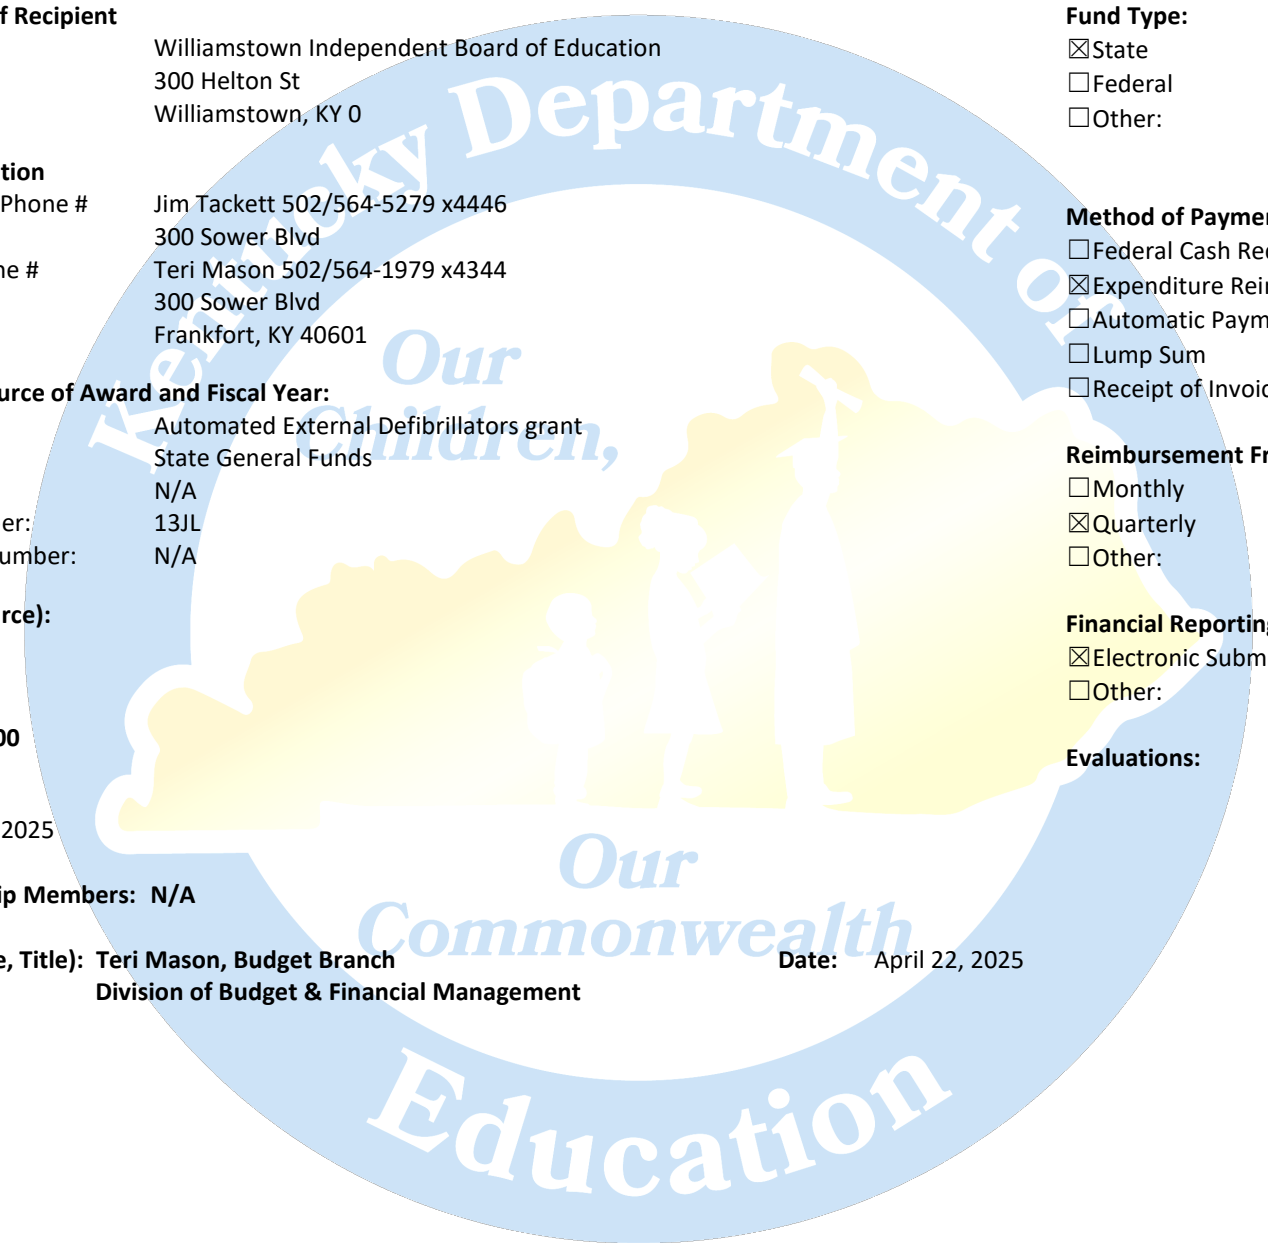 f Recipient
Williamstown Independent Board of Education
300 Helton St
Williamstown, KY 0
tion
Phone # Jim Tackett 502/564-5279 x4446
300 Sower Blvd
ne # Teri Mason 502/564-1979 x4344
300 Sower Blvd
Frankfort, KY 40601
urce of Award and Fiscal Year:
Automated External Defibrillators grant
State General Funds
N/A
er: 13JL
umber: N/A
rce):
00
2025
ip Members: N/A
e, Title): Teri Mason, Budget Branch
Division of Budget & Financial Management
Date: April 22, 2025
Fund Type:
☒State
☐Federal
☐Other:
Method of Paymen
☐Federal Cash Re
☒Expenditure Rei
☐Automatic Paym
☐Lump Sum
☐Receipt of Invoic
Reimbursement Fr
☐Monthly
☒Quarterly
☐Other:
Financial Reporting
☒Electronic Subm
☐Other:
Evaluations:
Kentucky Department of
Education
Our
Children,
Our
Commonwealth